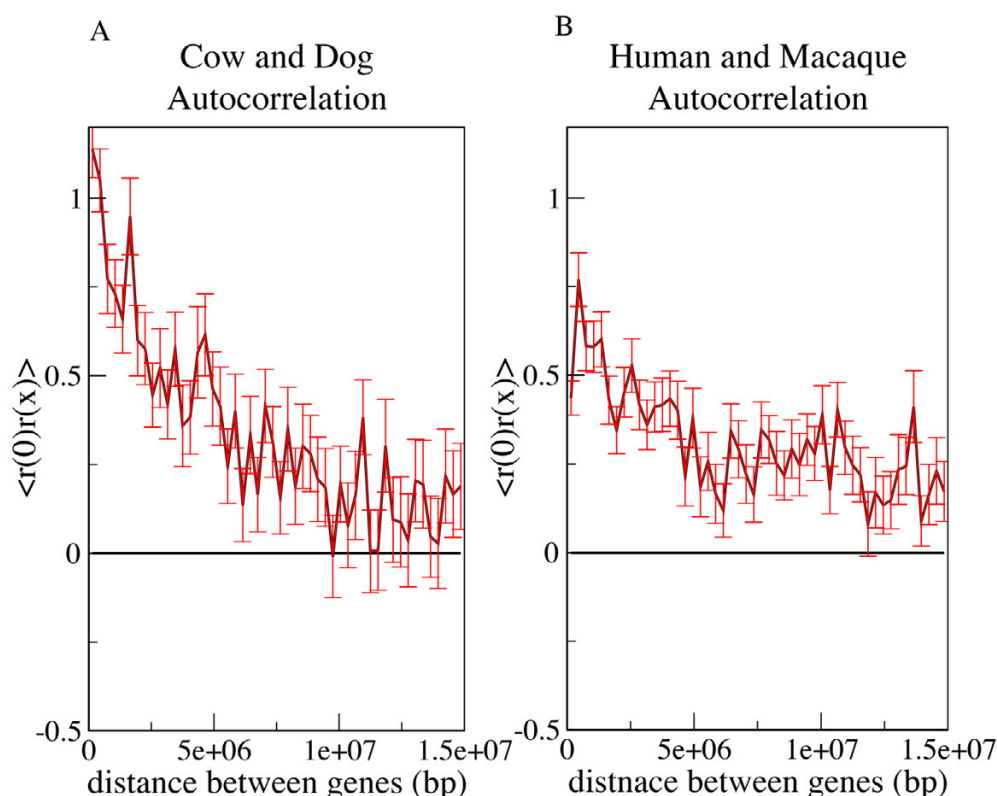 A
Cow and Dog
Autocorrelation
<r(0)r(x)>
1
0.5
0
-0.5
0
5e+06
1e+07
1.5e+07
distance between genes (bp)
B
Human and Macaque
Autocorrelation
<r(0)r(x)>
1
0.5
0
-0.5
0
5e+06
1e+07
1.5e+07
distnace between genes (bp)